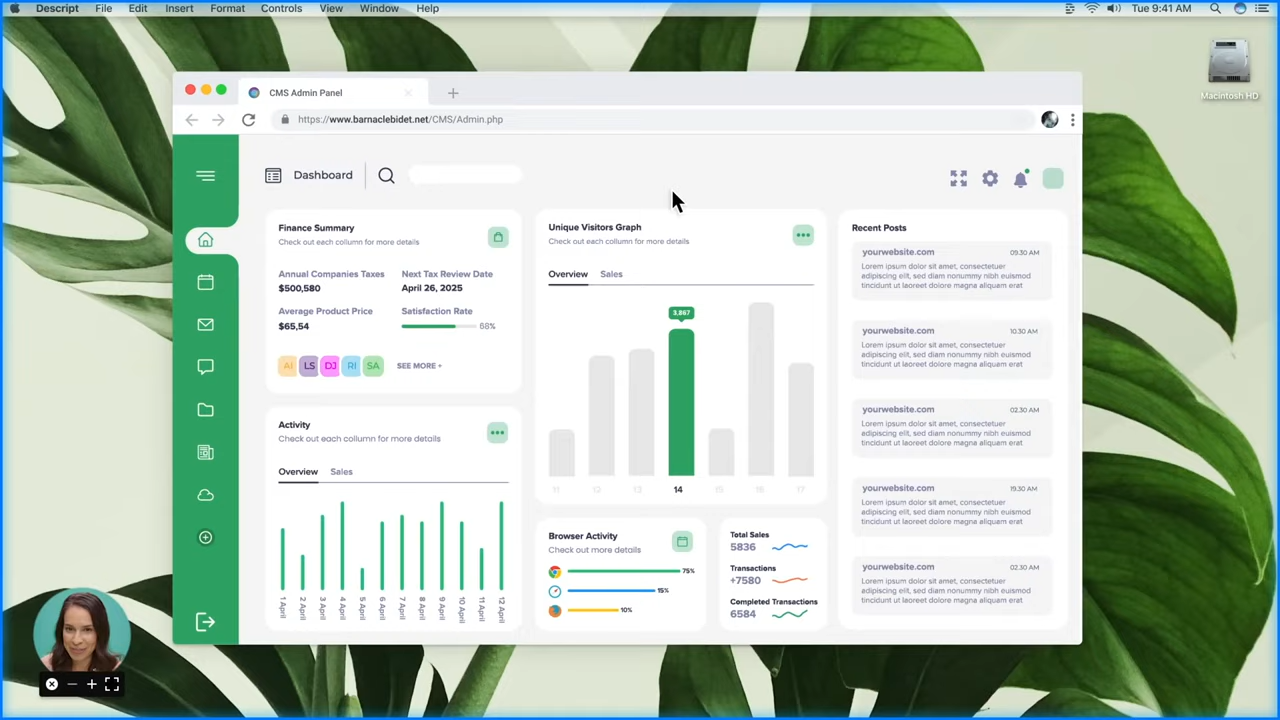 Descript File Edit Insert Format Controls View Window Help
Tue 9:41 AM
Macintosh HD
CMS Admin Panel
https://www.barnaclebidet.net/CMS/Admin.php
Dashboard
Finance Summary
Check out each column for more details
Annual Companies Taxes Next Tax Review Date
$500,580 April 26, 2025
Average Product Price Satisfaction Rate
$65,54 68%
AI LS DJ RI SA SEE MORE +
Activity
Check out each column for more details
Overview Sales
1 April 2 April 3 April 4 April 5 April 6 April 7 April 8 April 9 April 10 April 11 April 12 April
Unique Visitors Graph
Check out each column for more details
Overview Sales
3,867
11 12 13 14 15 16 17
Browser Activity
Check out more details
75%
15%
10%
Total Sales
5836
Transactions
+7580
Completed Transactions
6584
Recent Posts
yourwebsite.com 09.30 AM
Lorem ipsum dolor sit amet, consectetuer
adipiscing elit, sed diam nonummy nibh euismod
tincidunt ut laoreet dolore magna aliquam erat
yourwebsite.com 10.30 AM
Lorem ipsum dolor sit amet, consectetuer
adipiscing elit, sed diam nonummy nibh euismod
tincidunt ut laoreet dolore magna aliquam erat
yourwebsite.com 02.30 AM
Lorem ipsum dolor sit amet, consectetuer
adipiscing elit, sed diam nonummy nibh euismod
tincidunt ut laoreet dolore magna aliquam erat
yourwebsite.com 19.30 AM
Lorem ipsum dolor sit amet, consectetuer
adipiscing elit, sed diam nonummy nibh euismod
tincidunt ut laoreet dolore magna aliquam erat
yourwebsite.com 02.30 AM
Lorem ipsum dolor sit amet, consectetuer
adipiscing elit, sed diam nonummy nibh euismod
tincidunt ut laoreet dolore magna aliquam erat